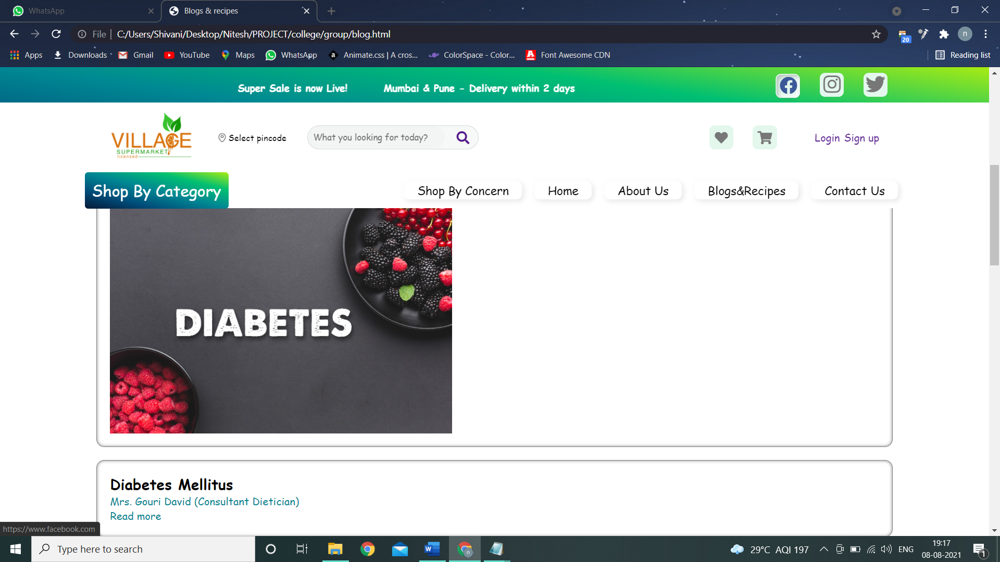 WhatsApp
Blogs & recipes
File | C:/Users/Shivani/Desktop/Nitesh/PROJECT/college/group/blog.html
20
n
Apps Downloads Gmail YouTube Maps WhatsApp Animate.css | A cros... ColorSpace - Color... Font Awesome CDN Reading list
Super Sale is now Live! Mumbai & Pune - Delivery within 2 days
VILLAGE
SUPERMARKET
licensed
Select pincode
What you looking for today?
Login Sign up
Shop By Category
Shop By Concern Home About Us Blogs&Recipes Contact Us
DIABETES
Diabetes Mellitus
Mrs. Gouri David (Consultant Dietician)
Read more
https://www.facebook.com
Type here to search
29°C AQI 197
ENG
19:17
08-08-2021
1